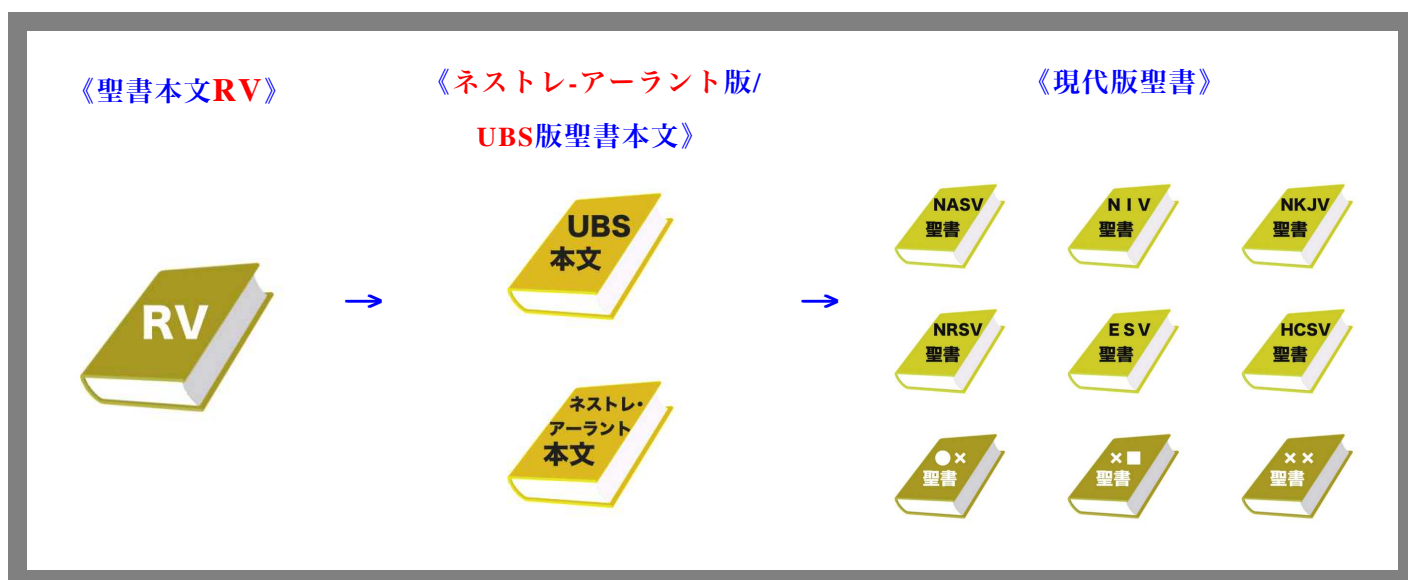 《聖書本文RV》
《ネストレ-アーラント版/
UBS版聖書本文》
《現代版聖書》
RV
→
UBS
本文
ネストレ・
アーラント
本文
→
NASV
聖書
NIV
聖書
NKJV
聖書
NRSV
聖書
ESV
聖書
HCSV
聖書
●×
聖書
×■
聖書
××
聖書